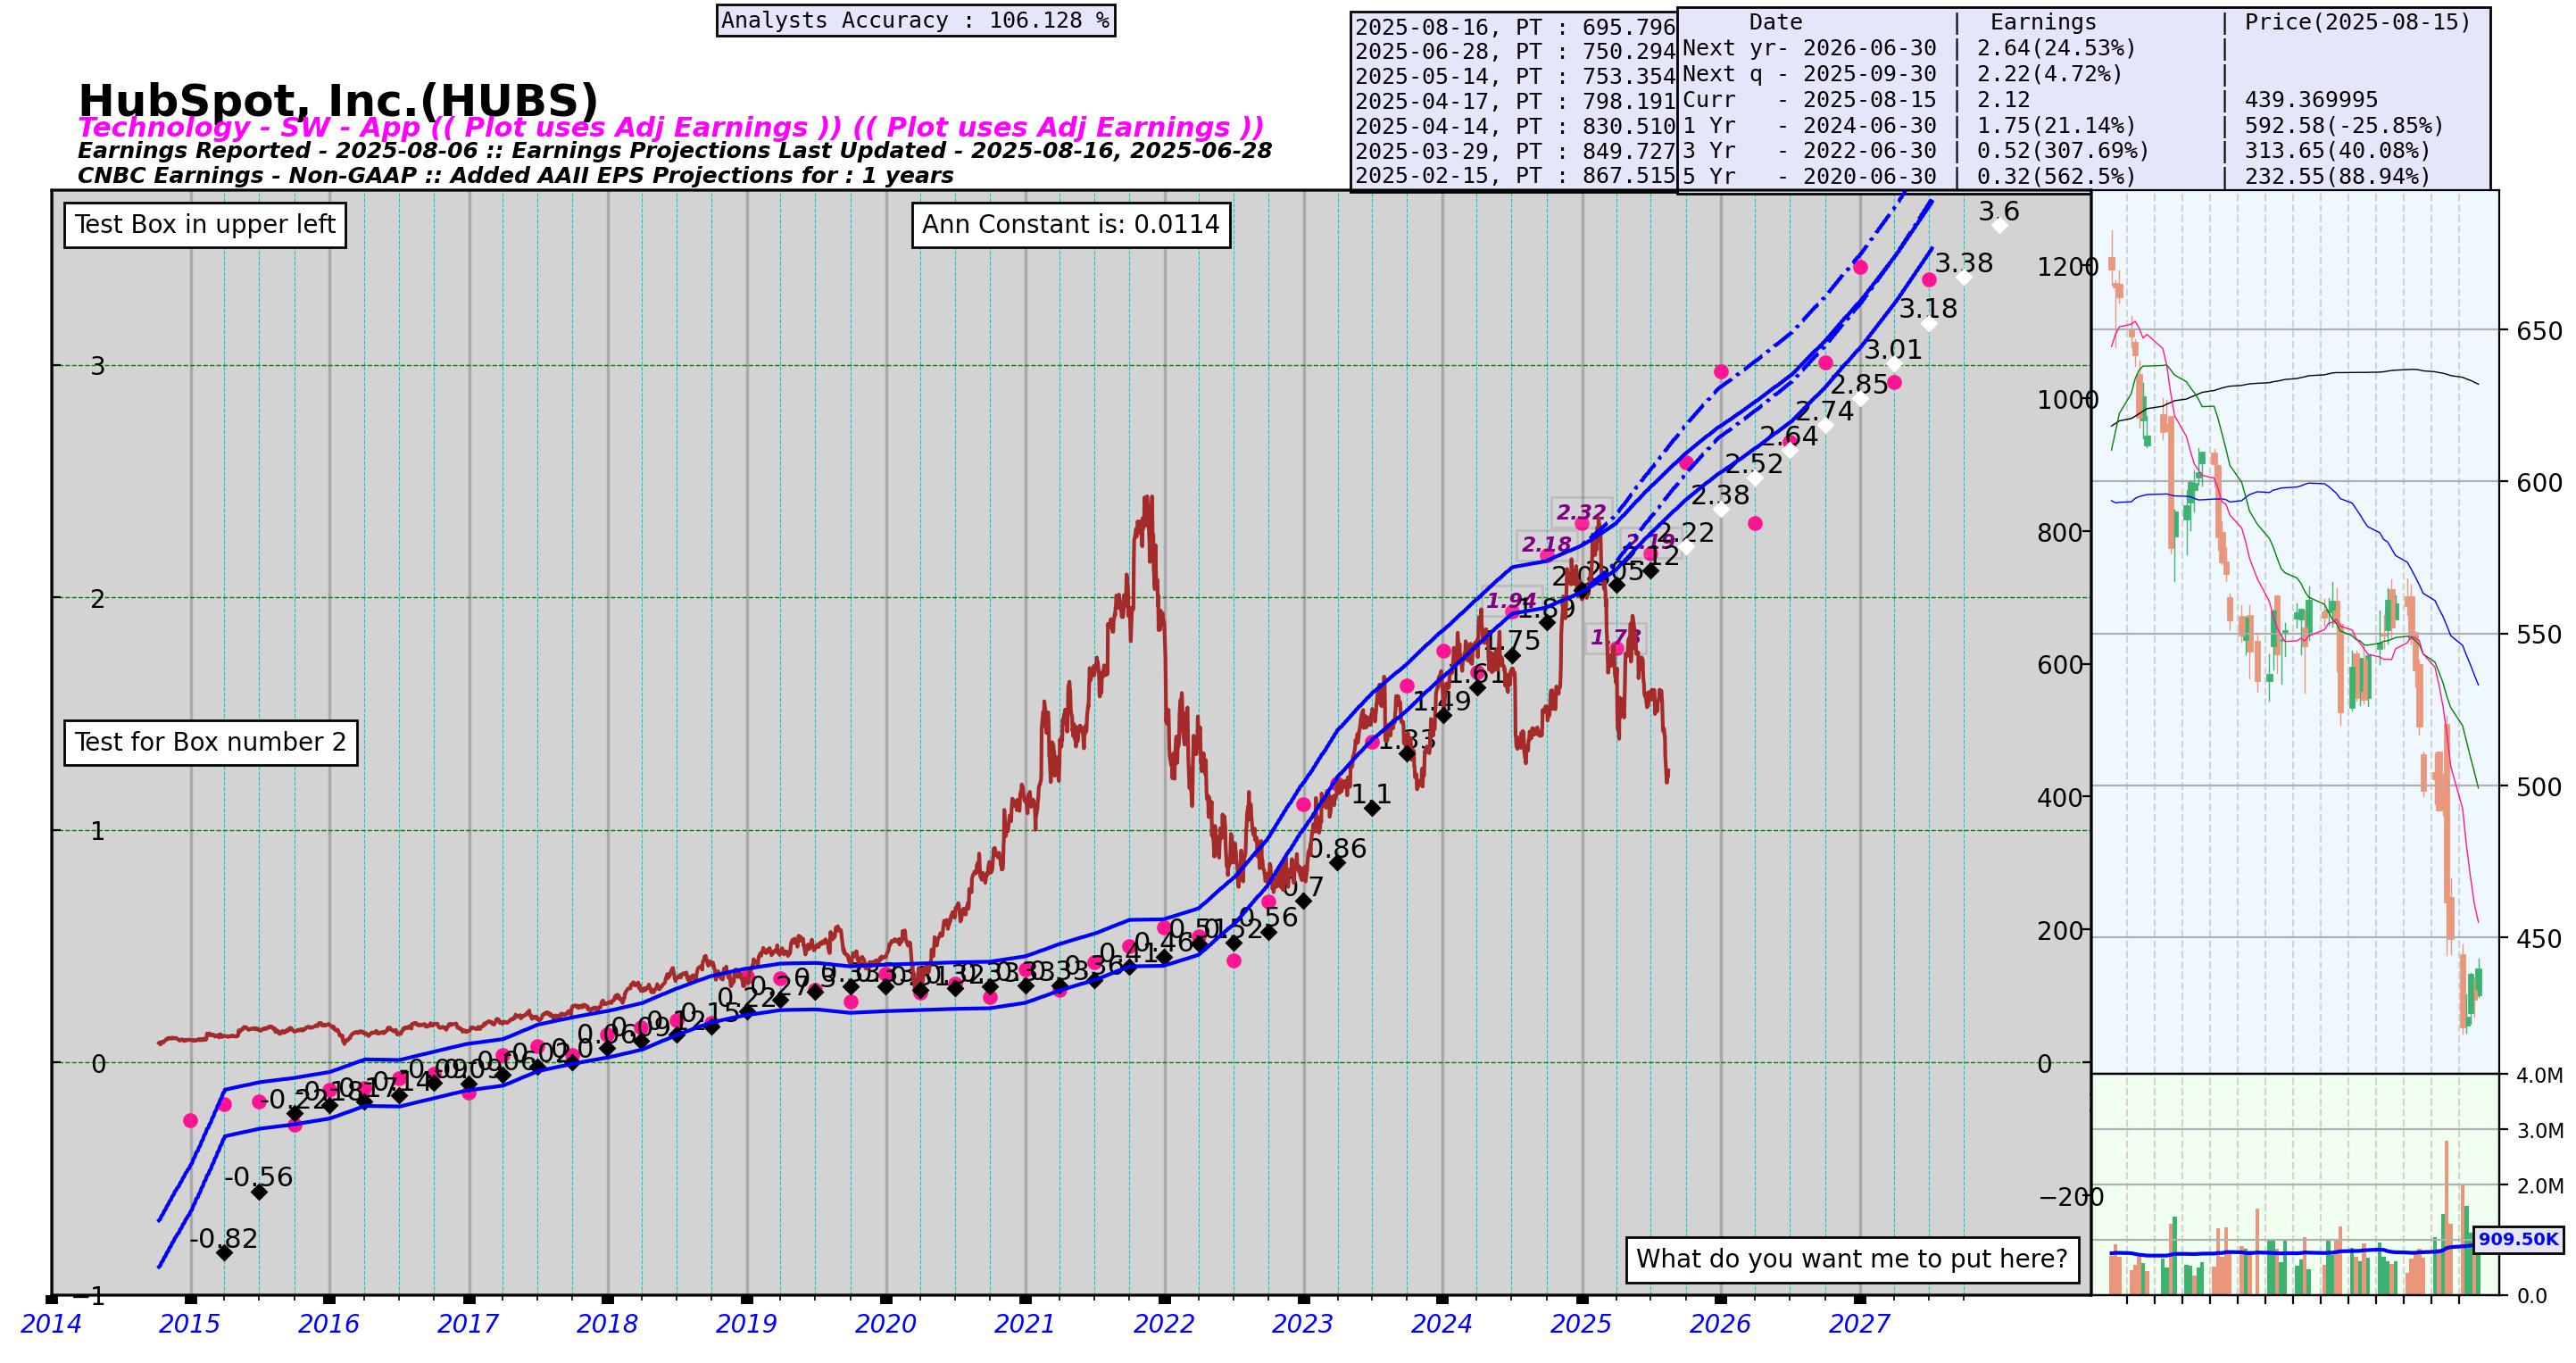 Analysts Accuracy : 106.128 %
HubSpot, Inc.(HUBS)
Technology - SW - App (( Plot uses Adj Earnings )) (( Plot uses Adj Earnings ))
Earnings Reported - 2025-08-06 :: Earnings Projections Last Updated - 2025-08-16, 2025-06-28
CNBC Earnings - Non-GAAP :: Added AAII EPS Projections for : 1 years
2025-08-16, PT : 695.796
2025-06-28, PT : 750.294
2025-05-14, PT : 753.354
2025-04-17, PT : 798.191
2025-04-14, PT : 830.510
2025-03-29, PT : 849.727
2025-02-15, PT : 867.515
Date | Earnings | Price(2025-08-15)
Next yr- 2026-06-30 | 2.64(24.53%) |
Next q - 2025-09-30 | 2.22(4.72%) |
Curr - 2025-08-15 | 2.12 | 439.369995
1 Yr - 2024-06-30 | 1.75(21.14%) | 592.58(-25.85%)
3 Yr - 2022-06-30 | 0.52(307.69%) | 313.65(40.08%)
5 Yr - 2020-06-30 | 0.32(562.5%) | 232.55(88.94%)
Test Box in upper left
Ann Constant is: 0.0114
Test for Box number 2
What do you want me to put here?
3
2
1
0
−1
-0.82
-0.56
0.56
0.7
0.86
1.1
1.33
1.49
1.61
1.75
1.89
2.22
2.38
2.52
2.64
2.74
2.85
3.01
3.18
3.38
3.6
1.94
2.18
2.32
1.78
2.19
1200
1000
800
600
400
200
0
−200
650
600
550
500
450
4.0M
3.0M
2.0M
909.50K
0.0
2014 2015 2016 2017 2018 2019 2020 2021 2022 2023 2024 2025 2026 2027